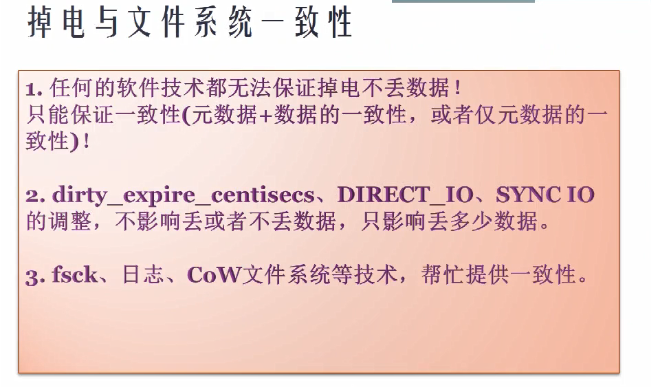 掉电与文件系统一致性
1. 任何的软件技术都无法保证掉电不丢数据！
只能保证一致性(元数据+数据的一致性，或者仅元数据的一
致性)！
2. dirty_expire_centisecs、DIRECT_IO、SYNC IO
的调整，不影响丢或者不丢数据，只影响丢多少数据。
3. fsck、日志、CoW文件系统等技术，帮忙提供一致性。